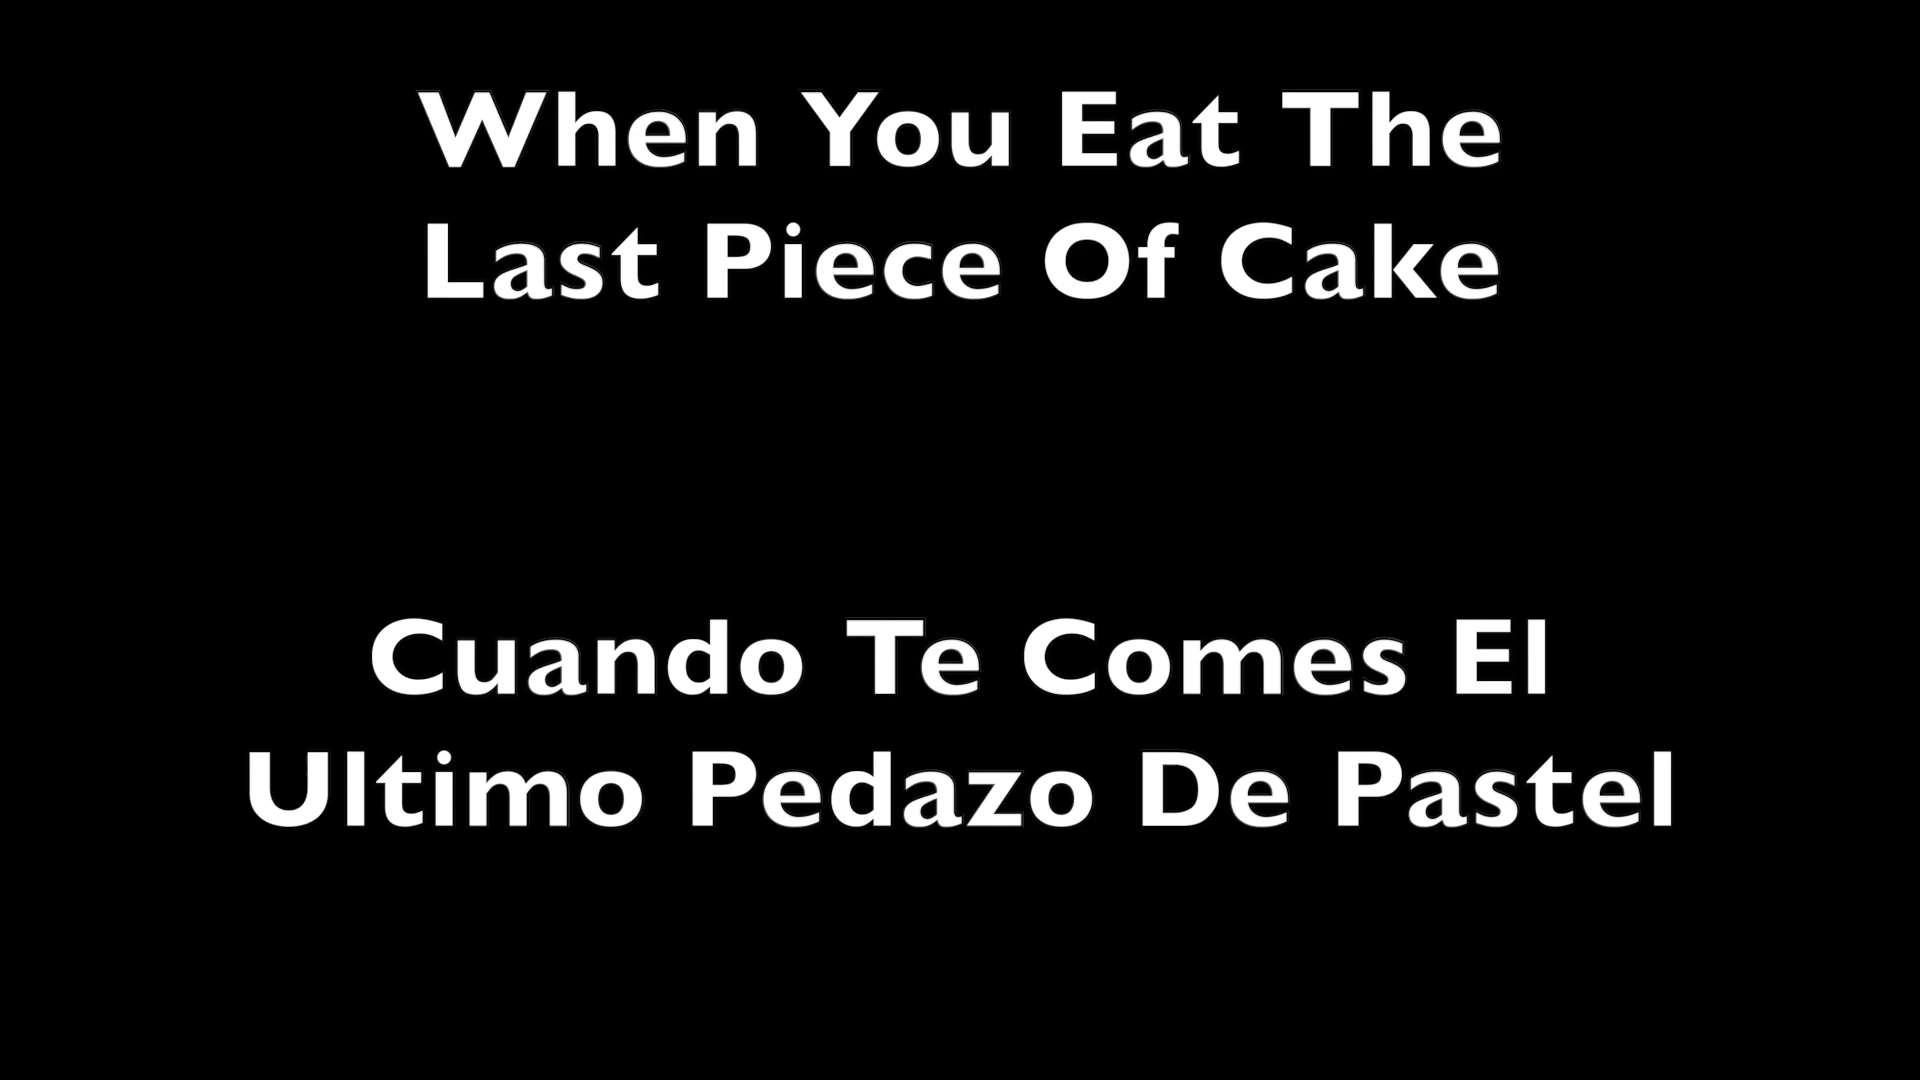 When You Eat The
Last Piece Of Cake
Cuando Te Comes El
Ultimo Pedazo De Pastel